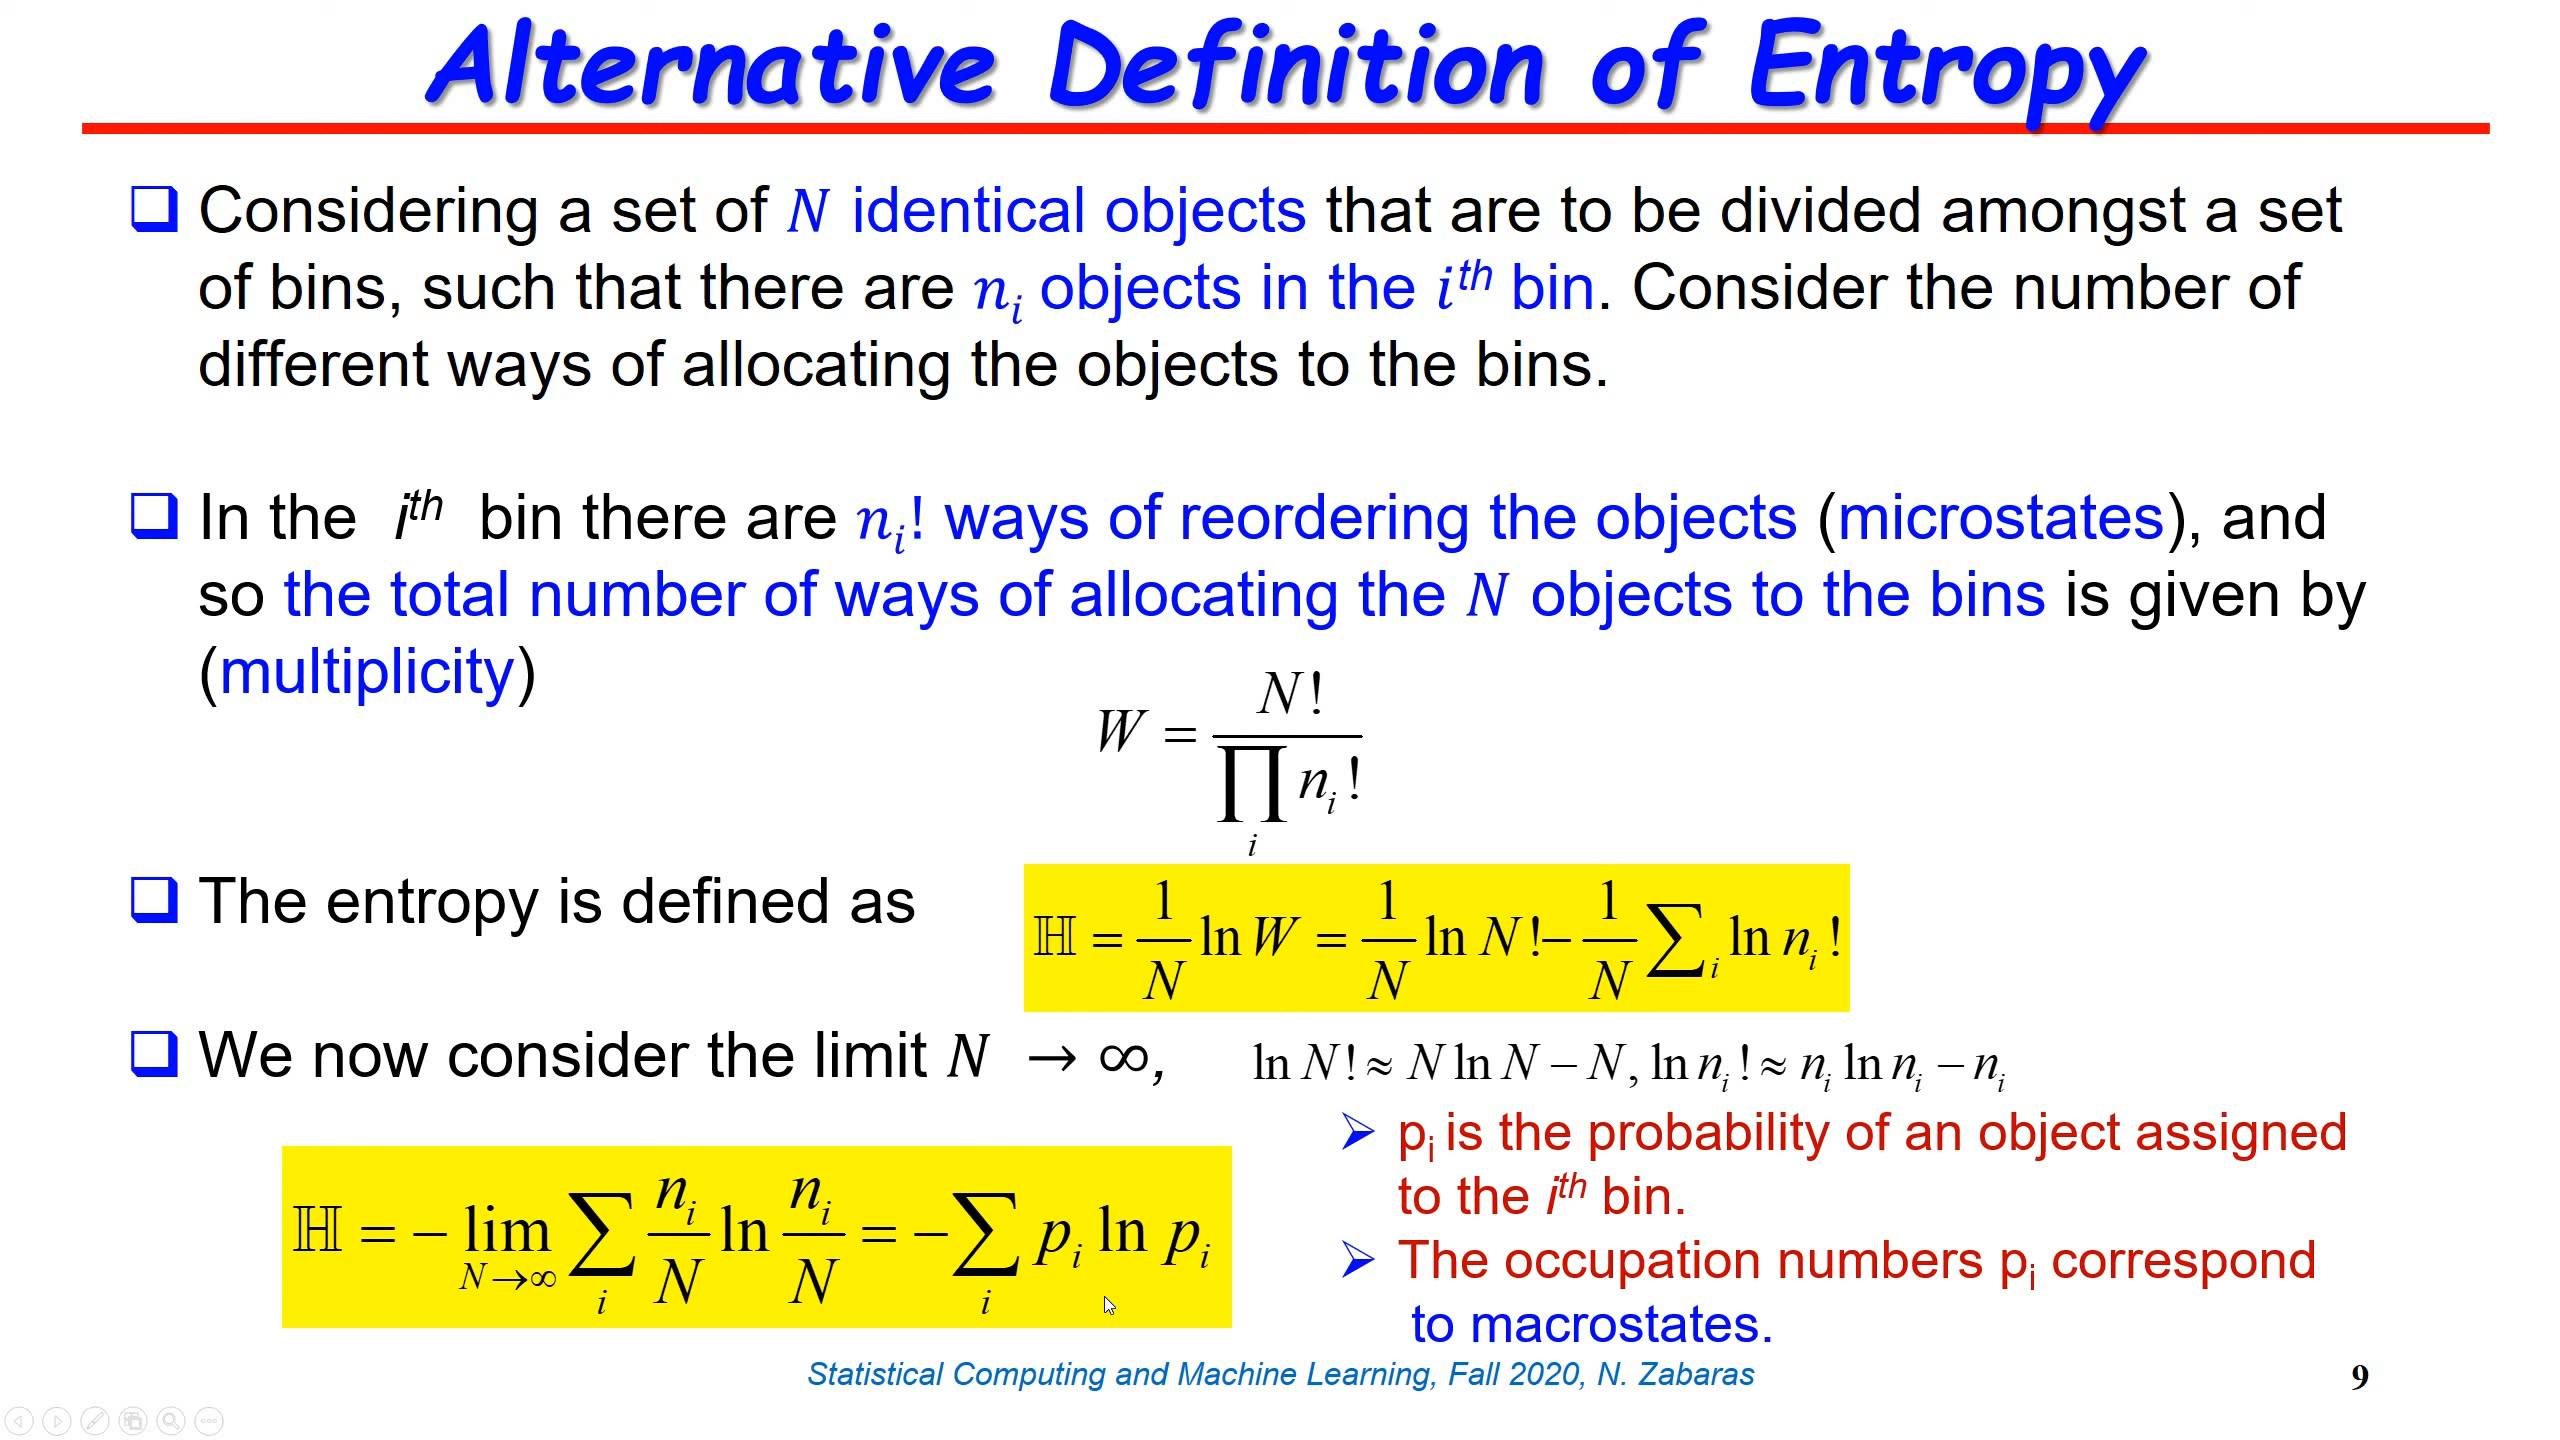 Alternative Definition of Entropy
Considering a set of N identical objects that are to be divided amongst a set
of bins, such that there are n_i objects in the i^th bin. Consider the number of
different ways of allocating the objects to the bins.
In the i^th bin there are n_i! ways of reordering the objects (microstates), and
so the total number of ways of allocating the N objects to the bins is given by
(multiplicity)
W = N! / ∏_i n_i!
The entropy is defined as ℍ = 1/N ln W = 1/N ln N! − 1/N ∑_i ln n_i!
We now consider the limit N → ∞, ln N! ≈ N ln N − N, ln n_i! ≈ n_i ln n_i − n_i
ℍ = − lim_{N→∞} ∑_i n_i/N ln n_i/N = −∑_i p_i ln p_i
p_i is the probability of an object assigned
to the i^th bin.
The occupation numbers p_i correspond
to macrostates.
Statistical Computing and Machine Learning, Fall 2020, N. Zabaras
9